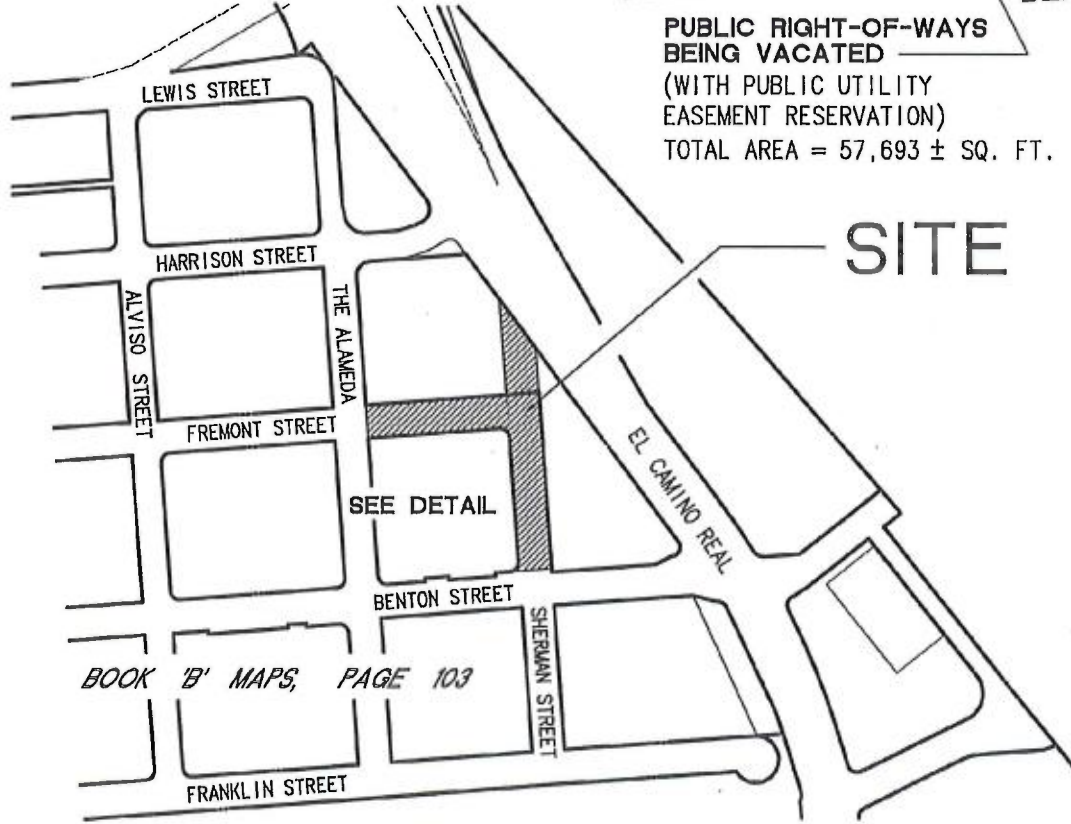 PUBLIC RIGHT-OF-WAYS
BEING VACATED
(WITH PUBLIC UTILITY
EASEMENT RESERVATION)
TOTAL AREA = 57,693 ± SQ. FT.
SITE
LEWIS STREET
HARRISON STREET
ALVISO STREET
THE ALAMEDA
FREMONT STREET
EL CAMINO REAL
SEE DETAIL
BENTON STREET
SHERMAN STREET
BOOK 'B' MAPS, PAGE 103
FRANKLIN STREET